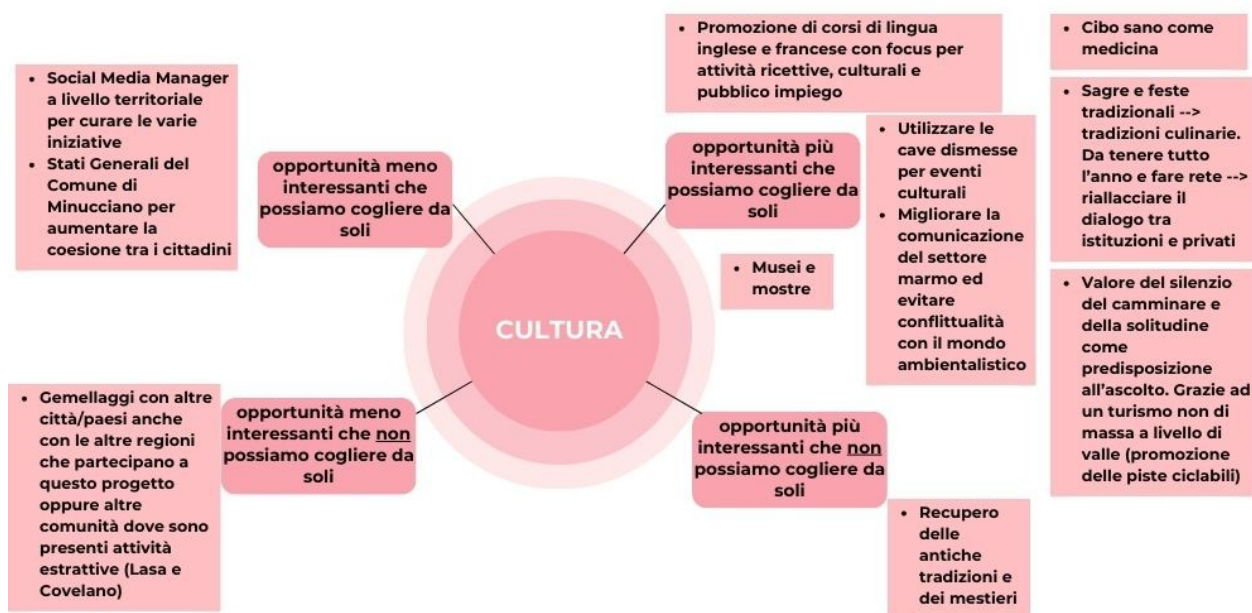 • Social Media Manager
a livello territoriale
per curare le varie
iniziative
• Stati Generali del
Comune di
Minucciano per
aumentare la
coesione tra i cittadini
opportunità meno
interessanti che
possiamo cogliere da
soli
• Promozione di corsi di lingua
inglese e francese con focus per
attività ricettive, culturali e
pubblico impiego
opportunità più
interessanti che
possiamo cogliere da
soli
• Utilizzare le
cave dismesse
per eventi
culturali
• Migliorare la
comunicazione
del settore
marmo ed
evitare
conflittualità
con il mondo
ambientalistico
• Musei e
mostre
• Cibo sano come
medicina
• Sagre e feste
tradizionali -->
tradizioni culinarie.
Da tenere tutto
l'anno e fare rete -->
riallacciare il
dialogo tra
istituzioni e privati
• Valore del silenzio
del camminare e
della solitudine
come
predisposizione
all'ascolto. Grazie ad
un turismo non di
massa a livello di
valle (promozione
delle piste ciclabili)
CULTURA
• Gemellaggi con altre
città/paesi anche
con le altre regioni
che partecipano a
questo progetto
oppure altre
comunità dove sono
presenti attività
estrattive (Lasa e
Covelano)
opportunità meno
interessanti che non
possiamo cogliere da
soli
opportunità più
interessanti che non
possiamo cogliere da
soli
• Recupero
delle
antiche
tradizioni e
dei mestieri